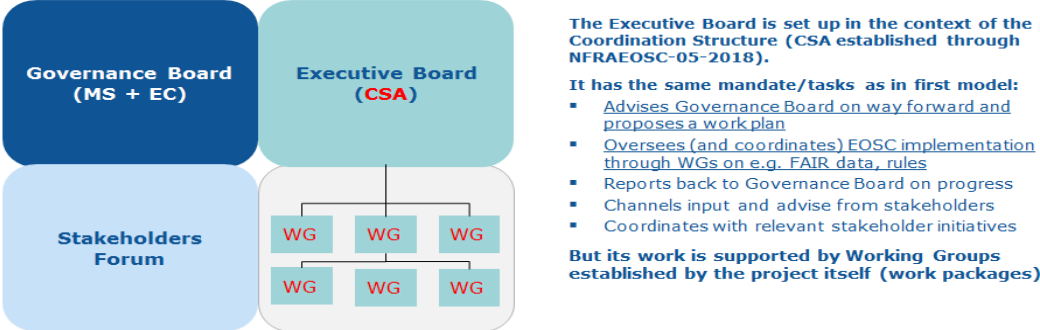 Governance Board
(MS + EC)
Executive Board
(CSA)
Stakeholders
Forum
WG
WG
WG
WG
WG
WG
The Executive Board is set up in the context of the
Coordination Structure (CSA established through
NFRAEOSC-05-2018).
It has the same mandate/tasks as in first model:
▪ Advises Governance Board on way forward and
proposes a work plan
▪ Oversees (and coordinates) EOSC implementation
through WGs on e.g. FAIR data, rules
▪ Reports back to Governance Board on progress
▪ Channels input and advise from stakeholders
▪ Coordinates with relevant stakeholder initiatives
But its work is supported by Working Groups
established by the project itself (work packages)